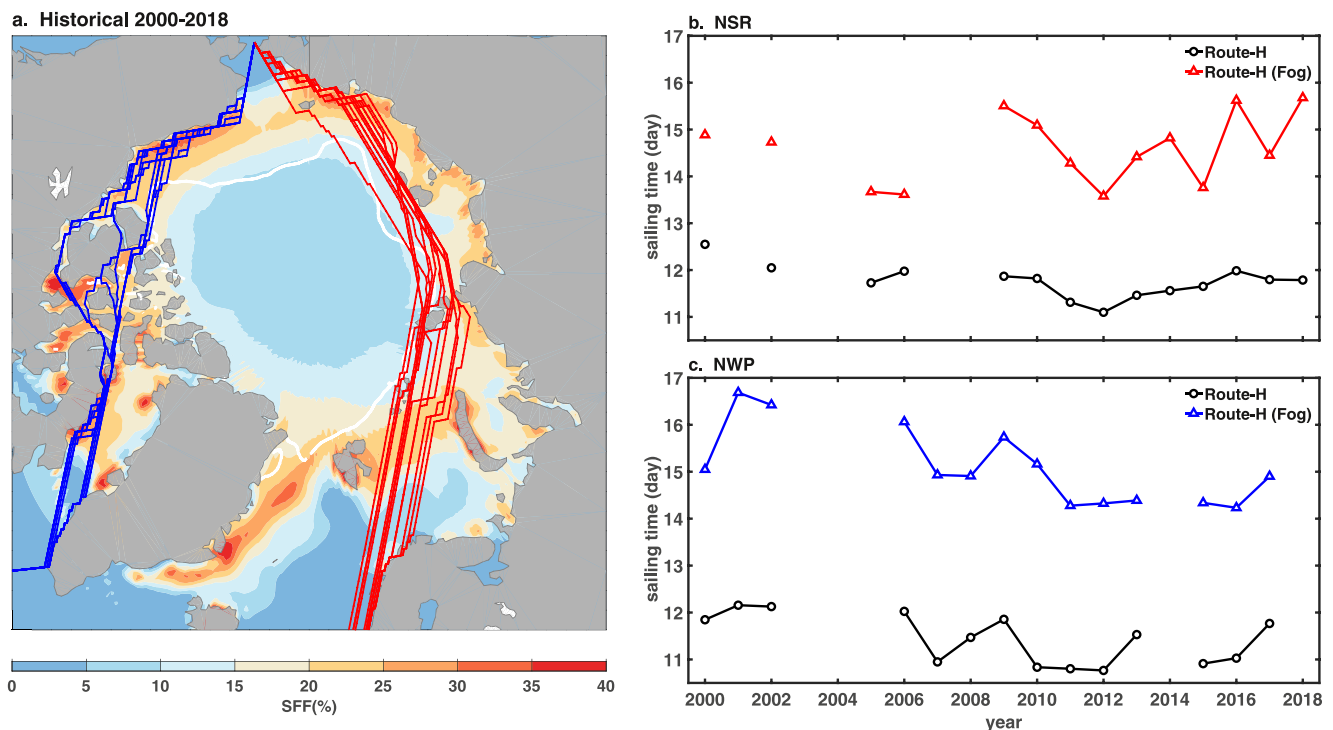 a. Historical 2000-2018
0 5 10 15 20 25 30 35 40
SFF(%)
b. NSR
17
16
15
14
13
12
11
sailing time (day)
Route-H
Route-H (Fog)
c. NWP
17
16
15
14
13
12
11
sailing time (day)
Route-H
Route-H (Fog)
2000 2002 2004 2006 2008 2010 2012 2014 2016 2018
year